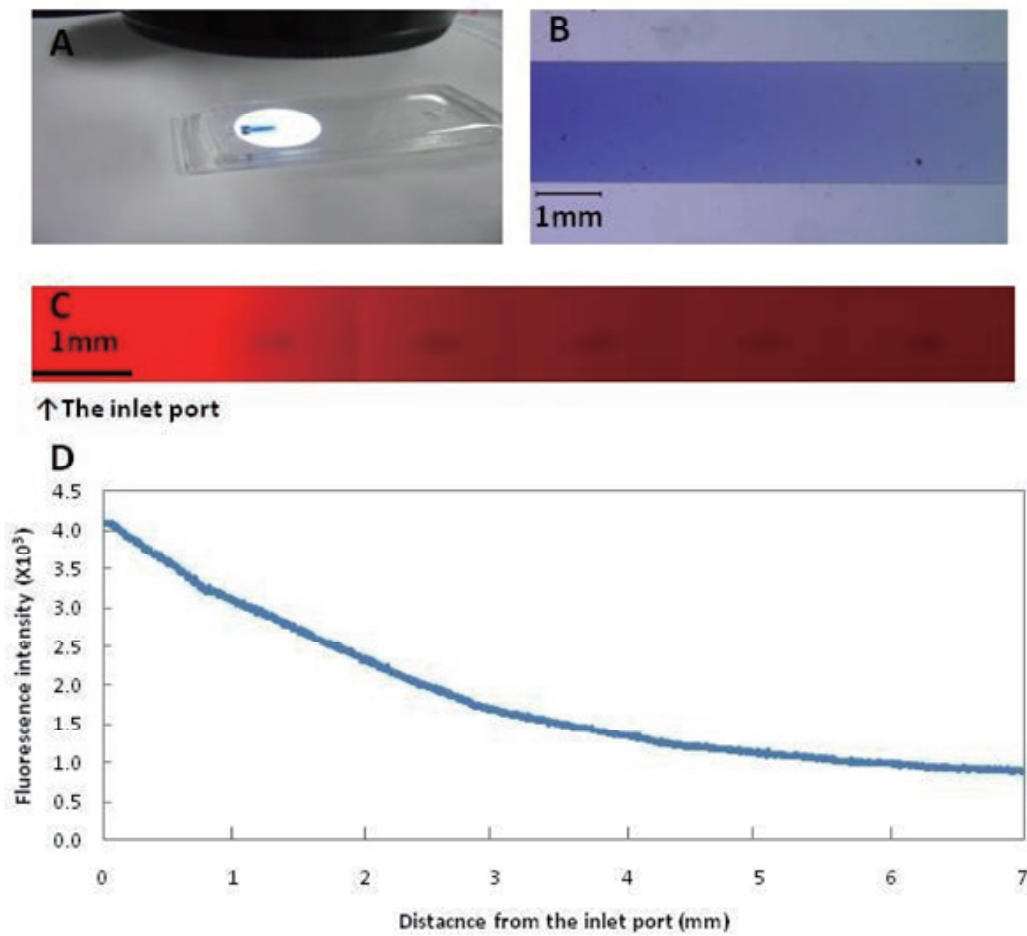 A
B
1mm
C
1mm
↑ The inlet port
D
Fluorescence intensity (X10³)
4.5
4.0
3.5
3.0
2.5
2.0
1.5
1.0
0.5
0.0
0 1 2 3 4 5 6 7
Distacnce from the inlet port (mm)